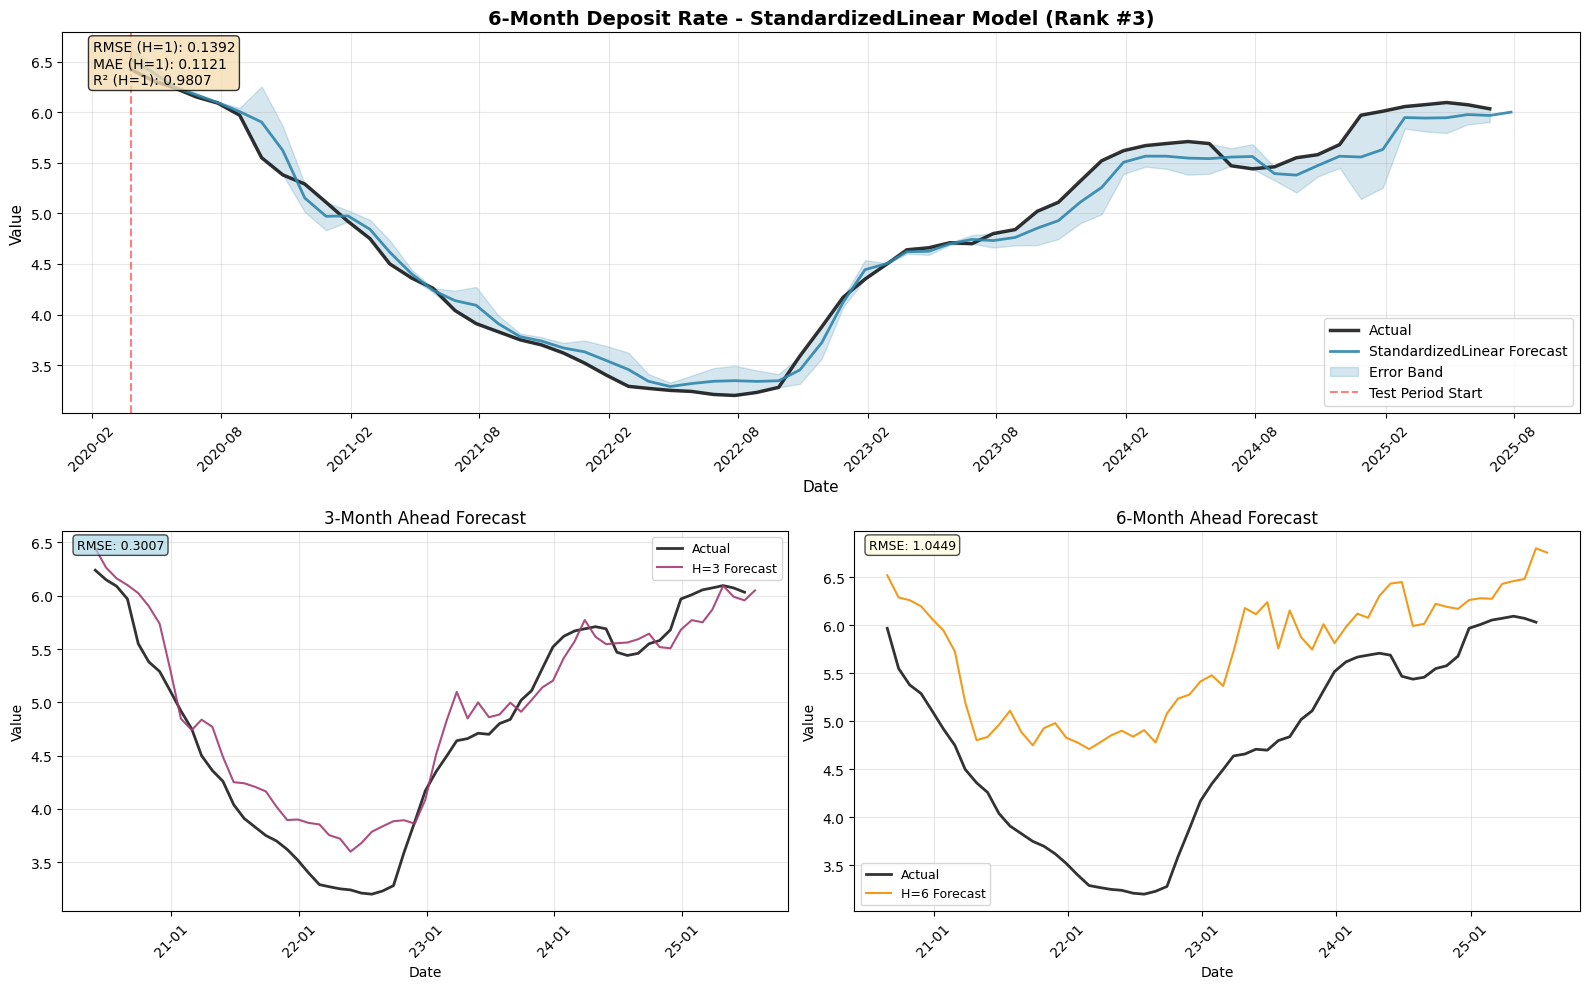 6-Month Deposit Rate - StandardizedLinear Model (Rank #3)
RMSE (H=1): 0.1392
MAE (H=1): 0.1121
R² (H=1): 0.9807
Value
6.5
6.0
5.5
5.0
4.5
4.0
3.5
Actual
StandardizedLinear Forecast
Error Band
Test Period Start
2020-02
2020-08
2021-02
2021-08
2022-02
2022-08
2023-02
2023-08
2024-02
2024-08
2025-02
2025-08
Date
3-Month Ahead Forecast
RMSE: 0.3007
Actual
H=3 Forecast
Value
6.5
6.0
5.5
5.0
4.5
4.0
3.5
21-01
22-01
23-01
24-01
25-01
Date
6-Month Ahead Forecast
RMSE: 1.0449
Value
6.5
6.0
5.5
5.0
4.5
4.0
3.5
Actual
H=6 Forecast
21-01
22-01
23-01
24-01
25-01
Date